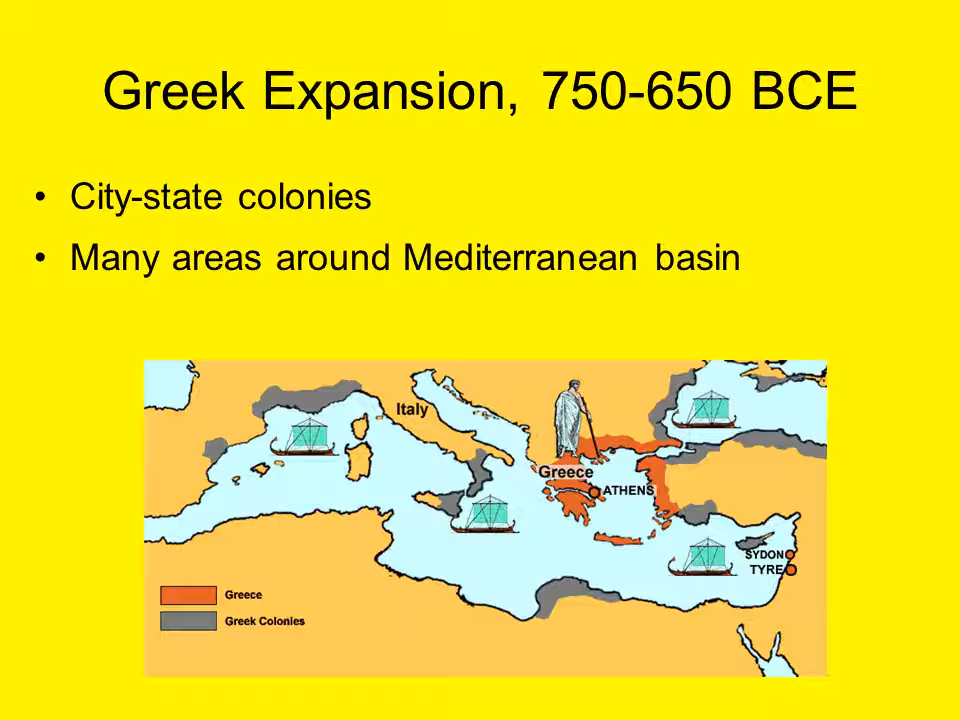 Greek Expansion, 750-650 BCE
• City-state colonies
• Many areas around Mediterranean basin
Italy
Greece
ATHENS
SYDON
TYRE
Greece
Greek Colonies